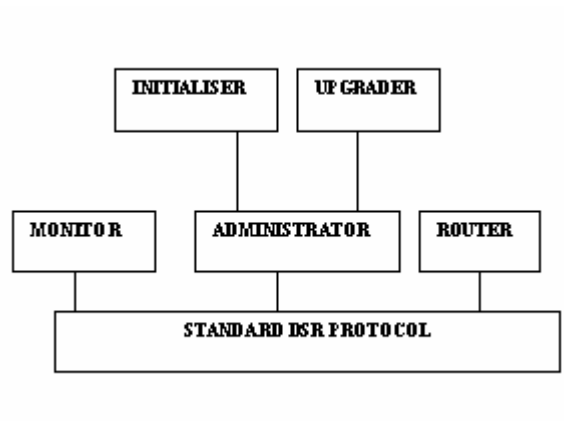 INITIALISER
UPGRADER
MONITOR
ADMINISTRATOR
ROUTER
STANDARD DSR PROTOCOL